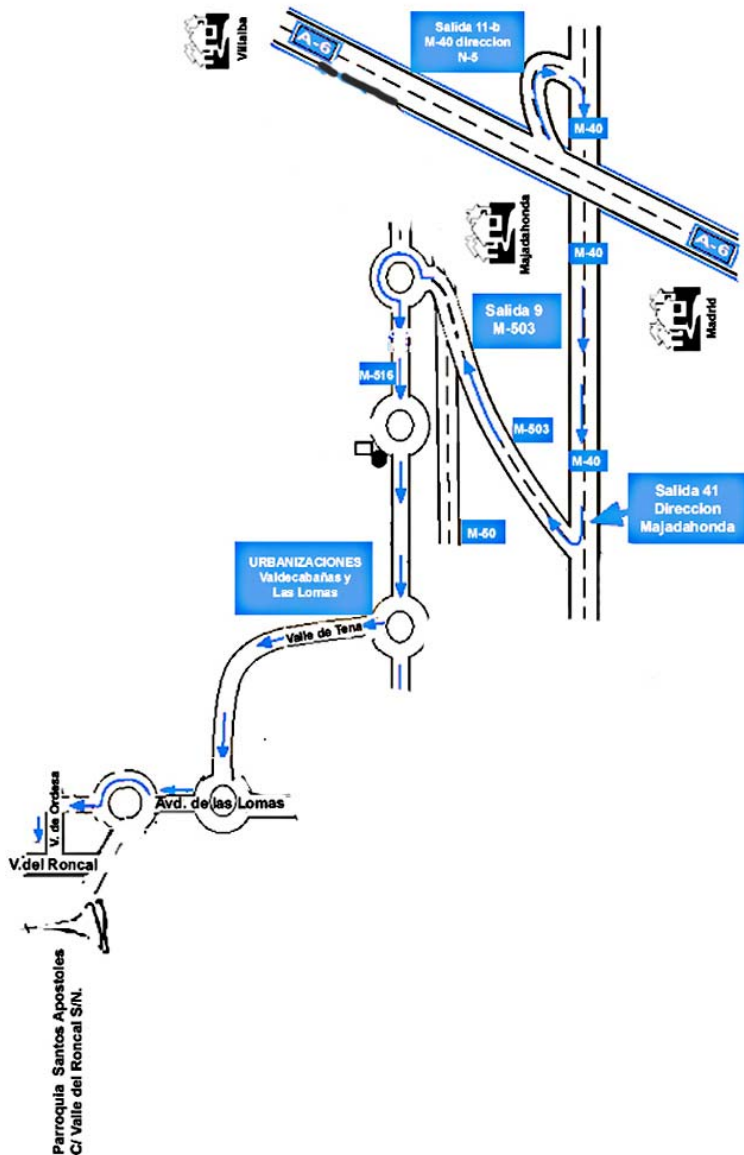 Villalba
A-6
Salida 11-b
M-40 direccion
N-5
M-40
M-40
A-6
Majadahonda
Madrid
Salida 9
M-503
M-516
M-503
M-40
Salida 41
Direccion
Majadahonda
M-50
URBANIZACIONES
Valdecabañas y
Las Lomas
Valle de Tena
Avd. de las Lomas
V. de Ordesa
V.del Roncal
Parroquia Santos Apostoles
C/ Valle del Roncal S/N.